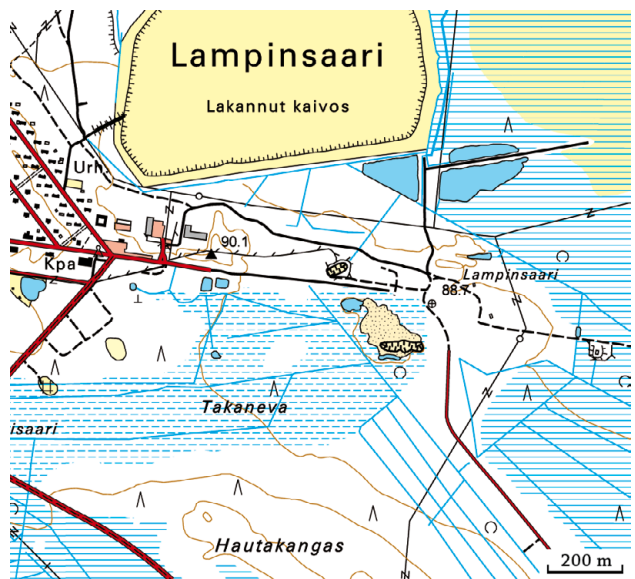 Lampinsaari
Lakannut kaivos
Urh.
90.1
Kpa
Lampinsaari
88.7
Takaneva
isaari
Hautakangas
200 m